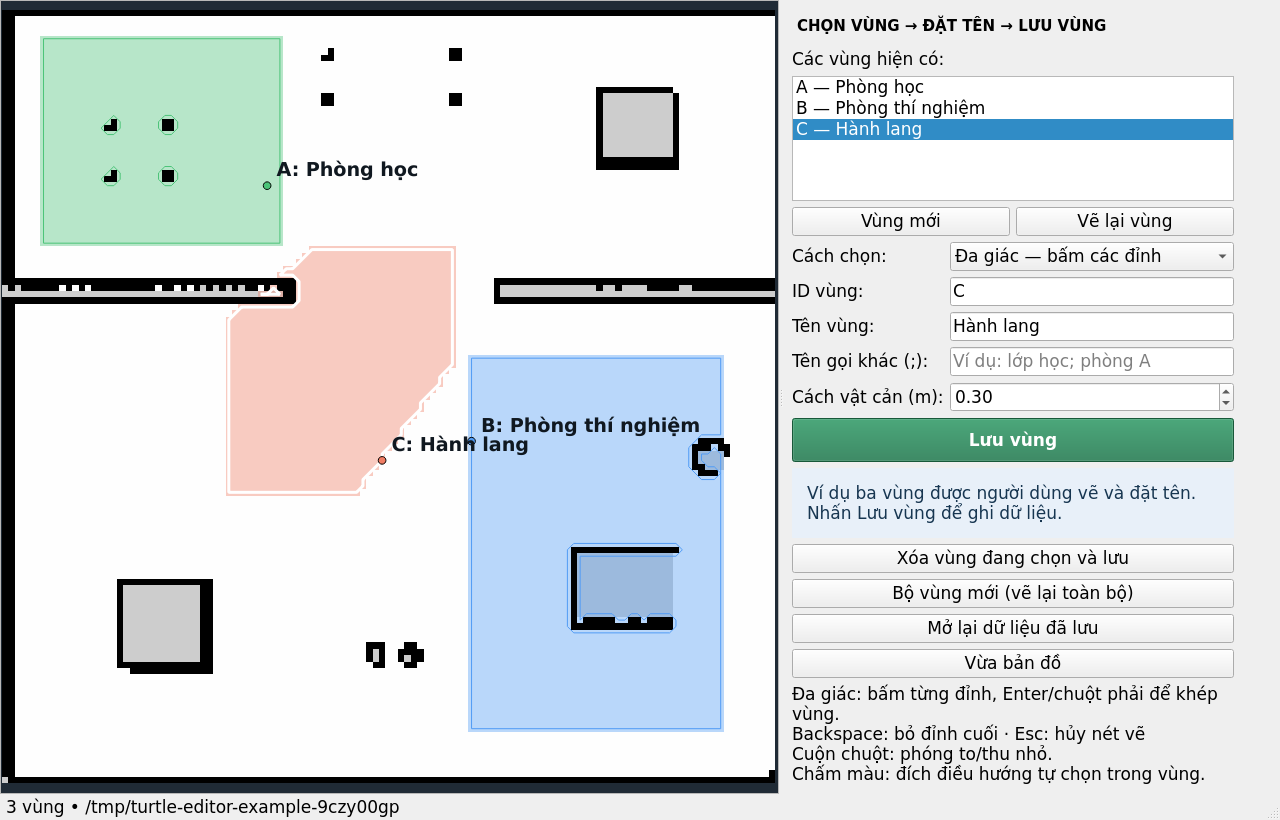 A: Phòng học
B: Phòng thí nghiệm
C: Hành lang
CHỌN VÙNG → ĐẶT TÊN → LƯU VÙNG
Các vùng hiện có:
A — Phòng học
B — Phòng thí nghiệm
C — Hành lang
Vùng mới
Vẽ lại vùng
Cách chọn:
Đa giác — bấm các đỉnh
ID vùng:
C
Tên vùng:
Hành lang
Tên gọi khác (;):
Ví dụ: lớp học; phòng A
Cách vật cản (m):
0.30
Lưu vùng
Ví dụ ba vùng được người dùng vẽ và đặt tên.
Nhấn Lưu vùng để ghi dữ liệu.
Xóa vùng đang chọn và lưu
Bộ vùng mới (vẽ lại toàn bộ)
Mở lại dữ liệu đã lưu
Vừa bản đồ
Đa giác: bấm từng đỉnh, Enter/chuột phải để khép
vùng.
Backspace: bỏ đỉnh cuối · Esc: hủy nét vẽ
Cuộn chuột: phóng to/thu nhỏ.
Chấm màu: đích điều hướng tự chọn trong vùng.
3 vùng • /tmp/turtle-editor-example-9czy00gp